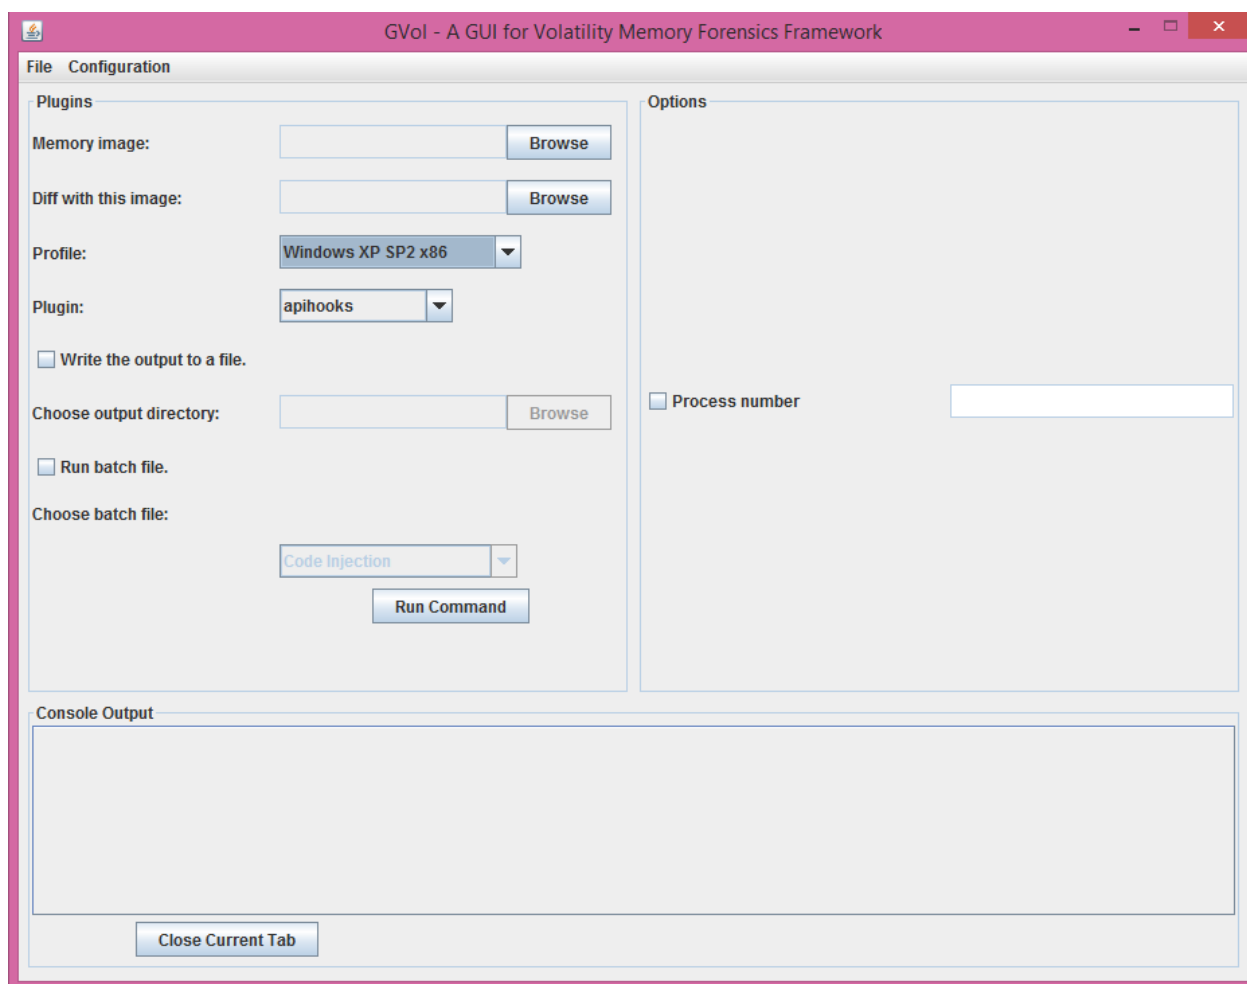 GVol - A GUI for Volatility Memory Forensics Framework
File Configuration
Plugins
Memory image:
Browse
Diff with this image:
Browse
Profile:
Windows XP SP2 x86
Plugin:
apihooks
Write the output to a file.
Choose output directory:
Browse
Run batch file.
Choose batch file:
Code Injection
Run Command
Options
Process number
Console Output
Close Current Tab